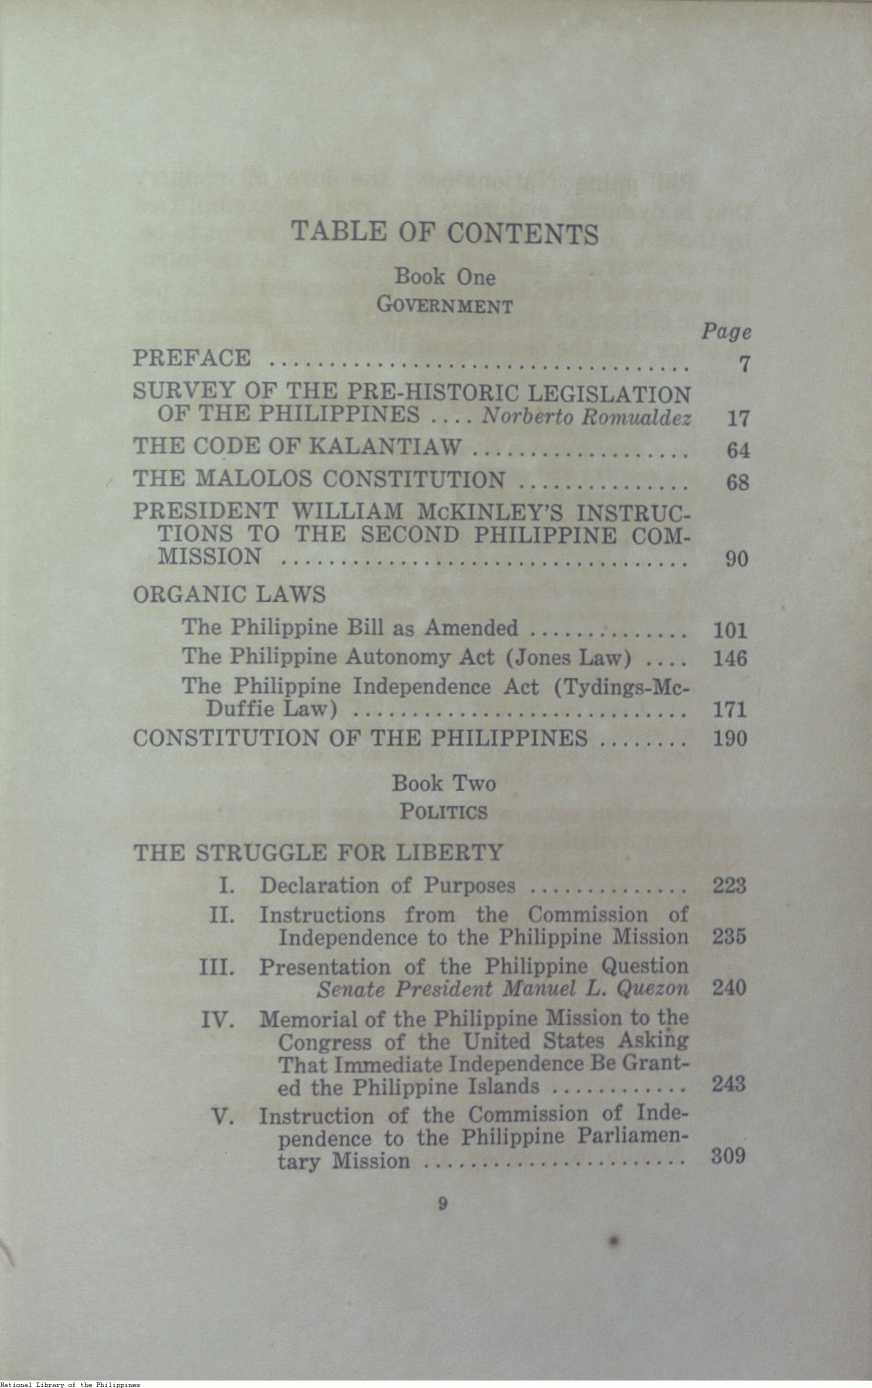 TABLE OF CONTENTS
Book One
GOVERNMENT
Page
PREFACE ................................... 7
SURVEY OF THE PRE-HISTORIC LEGISLATION
OF THE PHILIPPINES .... Norberto Romualdez 17
THE CODE OF KALANTIAW ................... 64
THE MALOLOS CONSTITUTION ............... 68
PRESIDENT WILLIAM McKINLEY'S INSTRUC-
TIONS TO THE SECOND PHILIPPINE COM-
MISSION ................................... 90
ORGANIC LAWS
The Philippine Bill as Amended .............. 101
The Philippine Autonomy Act (Jones Law) .... 146
The Philippine Independence Act (Tydings-Mc-
Duffie Law) ............................. 171
CONSTITUTION OF THE PHILIPPINES ........ 190
Book Two
POLITICS
THE STRUGGLE FOR LIBERTY
I. Declaration of Purposes .............. 223
II. Instructions from the Commission of
Independence to the Philippine Mission 235
III. Presentation of the Philippine Question
Senate President Manuel L. Quezon 240
IV. Memorial of the Philippine Mission to the
Congress of the United States Asking
That Immediate Independence Be Grant-
ed the Philippine Islands ............ 243
V. Instruction of the Commission of Inde-
pendence to the Philippine Parliamen-
tary Mission ....................... 309
9
National Library of the Philippines